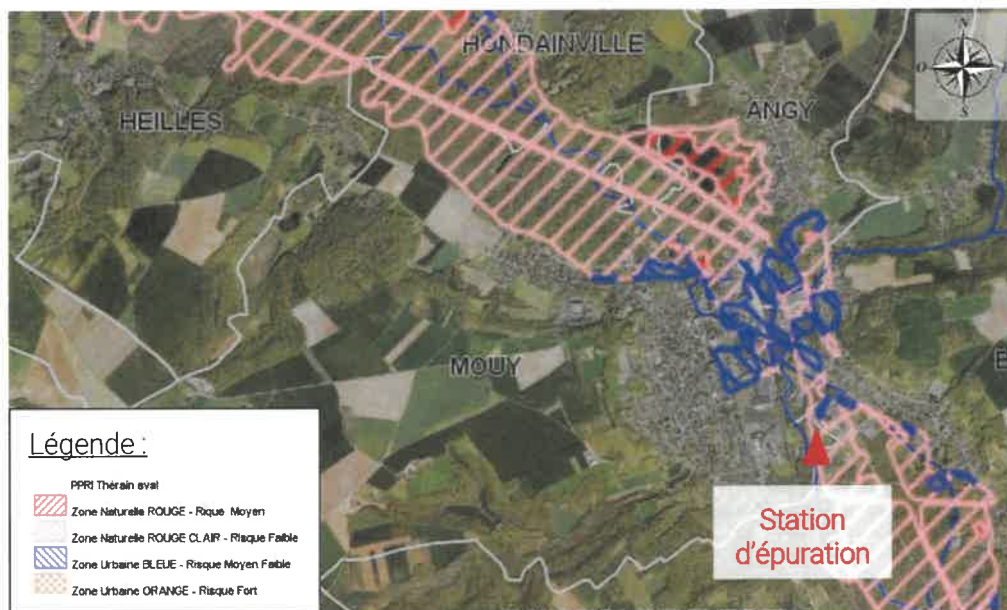 HONDAINVILLE
HEILLES
ANGY
MOUY
N
O
S
Légende :
PPRI Thérain aval
Zone Naturelle ROUGE - Rique Moyen
Zone Naturelle ROUGE CLAIR - Risque Faible
Zone Urbaine BLEUE - Risque Moyen Faible
Zone Urbaine ORANGE - Risque Fort
Station
d'épuration